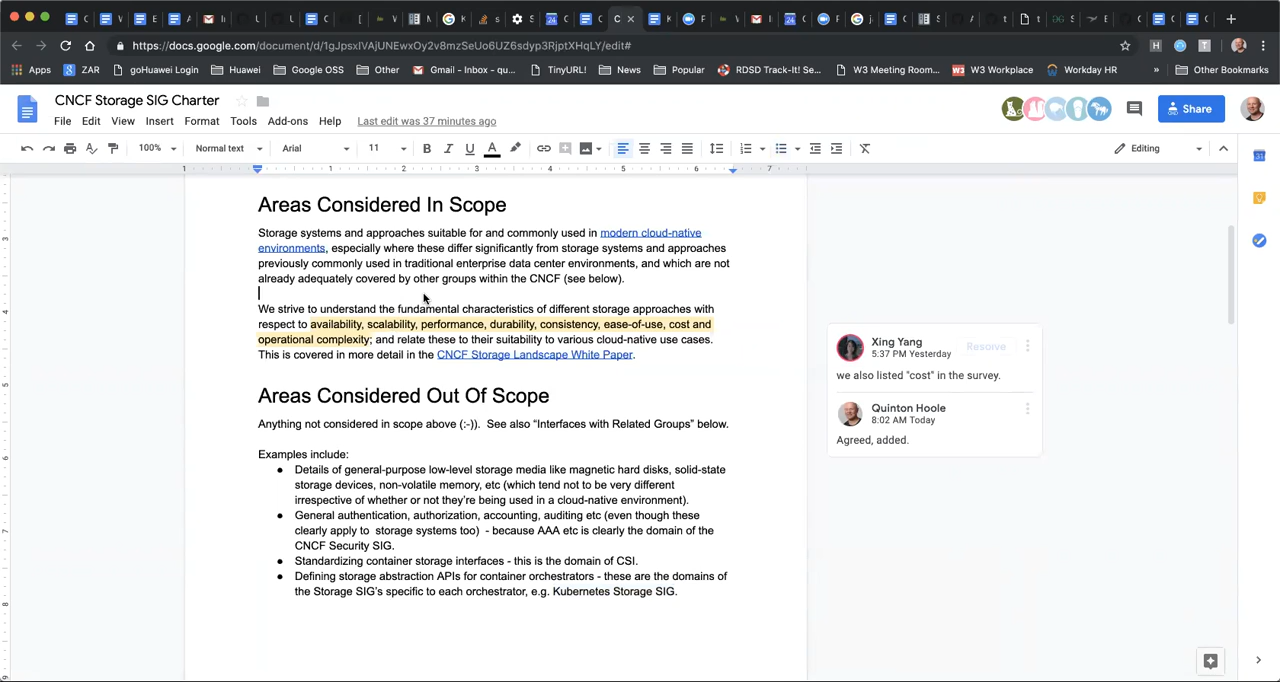 https://docs.google.com/document/d/1gJpsxIVAjUNEwxOy2v8mzSeUo6UZ6sdyp3RjptXHqLY/edit#
Apps ZAR goHuawei Login Huawei Google OSS Other Gmail - Inbox - qu... TinyURL! News Popular RDSD Track-It! Se... W3 Meeting Room... W3 Workplace Workday HR » Other Bookmarks
CNCF Storage SIG Charter
File Edit View Insert Format Tools Add-ons Help Last edit was 37 minutes ago
Share
100% Normal text Arial 11 Editing
1 1 2 3 4 5 6 7
Areas Considered In Scope
Storage systems and approaches suitable for and commonly used in modern cloud-native
environments, especially where these differ significantly from storage systems and approaches
previously commonly used in traditional enterprise data center environments, and which are not
already adequately covered by other groups within the CNCF (see below).
We strive to understand the fundamental characteristics of different storage approaches with
respect to availability, scalability, performance, durability, consistency, ease-of-use, cost and
operational complexity; and relate these to their suitability to various cloud-native use cases.
This is covered in more detail in the CNCF Storage Landscape White Paper.
Areas Considered Out Of Scope
Anything not considered in scope above (:-)). See also “Interfaces with Related Groups” below.
Examples include:
● Details of general-purpose low-level storage media like magnetic hard disks, solid-state
storage devices, non-volatile memory, etc (which tend not to be very different
irrespective of whether or not they’re being used in a cloud-native environment).
● General authentication, authorization, accounting, auditing etc (even though these
clearly apply to storage systems too) - because AAA etc is clearly the domain of the
CNCF Security SIG.
● Standardizing container storage interfaces - this is the domain of CSI.
● Defining storage abstraction APIs for container orchestrators - these are the domains of
the Storage SIG’s specific to each orchestrator, e.g. Kubernetes Storage SIG.
Xing Yang
5:37 PM Yesterday
Resolve
we also listed "cost" in the survey.
Quinton Hoole
8:02 AM Today
Agreed, added.